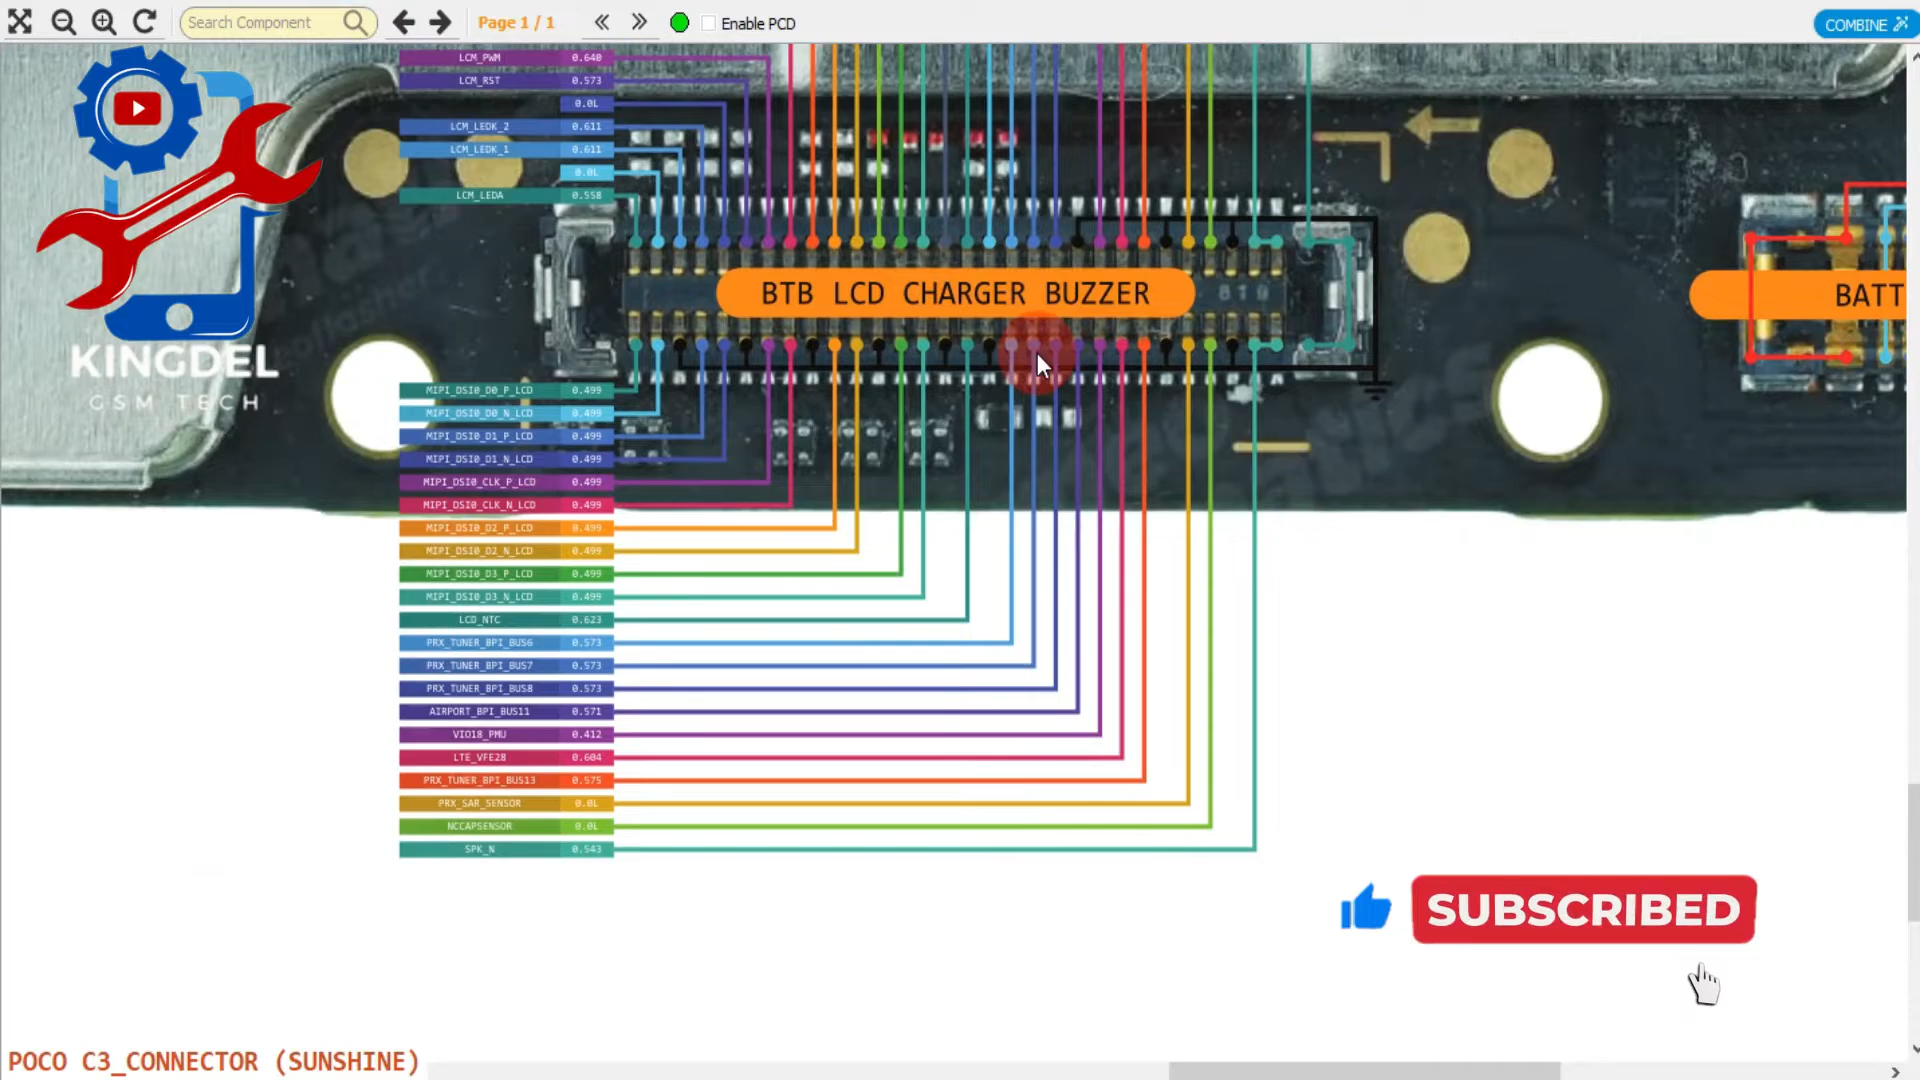 Search Component
Page 1 / 1
Enable PCD
COMBINE
LCM_PWM 0.640
LCM_RST 0.573
0.0L
LCM_LEDK_2 0.611
LCM_LEDK_1 0.611
0.0L
LCM_LEDA 0.558
BTB LCD CHARGER BUZZER
810
BATT
KINGDEL
GSM TECH
MIPI_DSI0_D0_P_LCD 0.499
MIPI_DSI0_D0_N_LCD 0.499
MIPI_DSI0_D1_P_LCD 0.499
MIPI_DSI0_D1_N_LCD 0.499
MIPI_DSI0_CLK_P_LCD 0.499
MIPI_DSI0_CLK_N_LCD 0.499
MIPI_DSI0_D2_P_LCD 0.499
MIPI_DSI0_D2_N_LCD 0.499
MIPI_DSI0_D3_P_LCD 0.499
MIPI_DSI0_D3_N_LCD 0.499
LCD_NTC 0.623
PRX_TUNER_BPI_BUS6 0.573
PRX_TUNER_BPI_BUS7 0.573
PRX_TUNER_BPI_BUS8 0.573
AIRPORT_BPI_BUS11 0.571
VIO18_PMU 0.412
LTE_VFE28 0.604
PRX_TUNER_BPI_BUS13 0.575
PRX_SAR_SENSOR 0.0L
NCCAPSENSOR 0.0L
SPK_N 0.543
SUBSCRIBED
POCO C3_CONNECTOR (SUNSHINE)